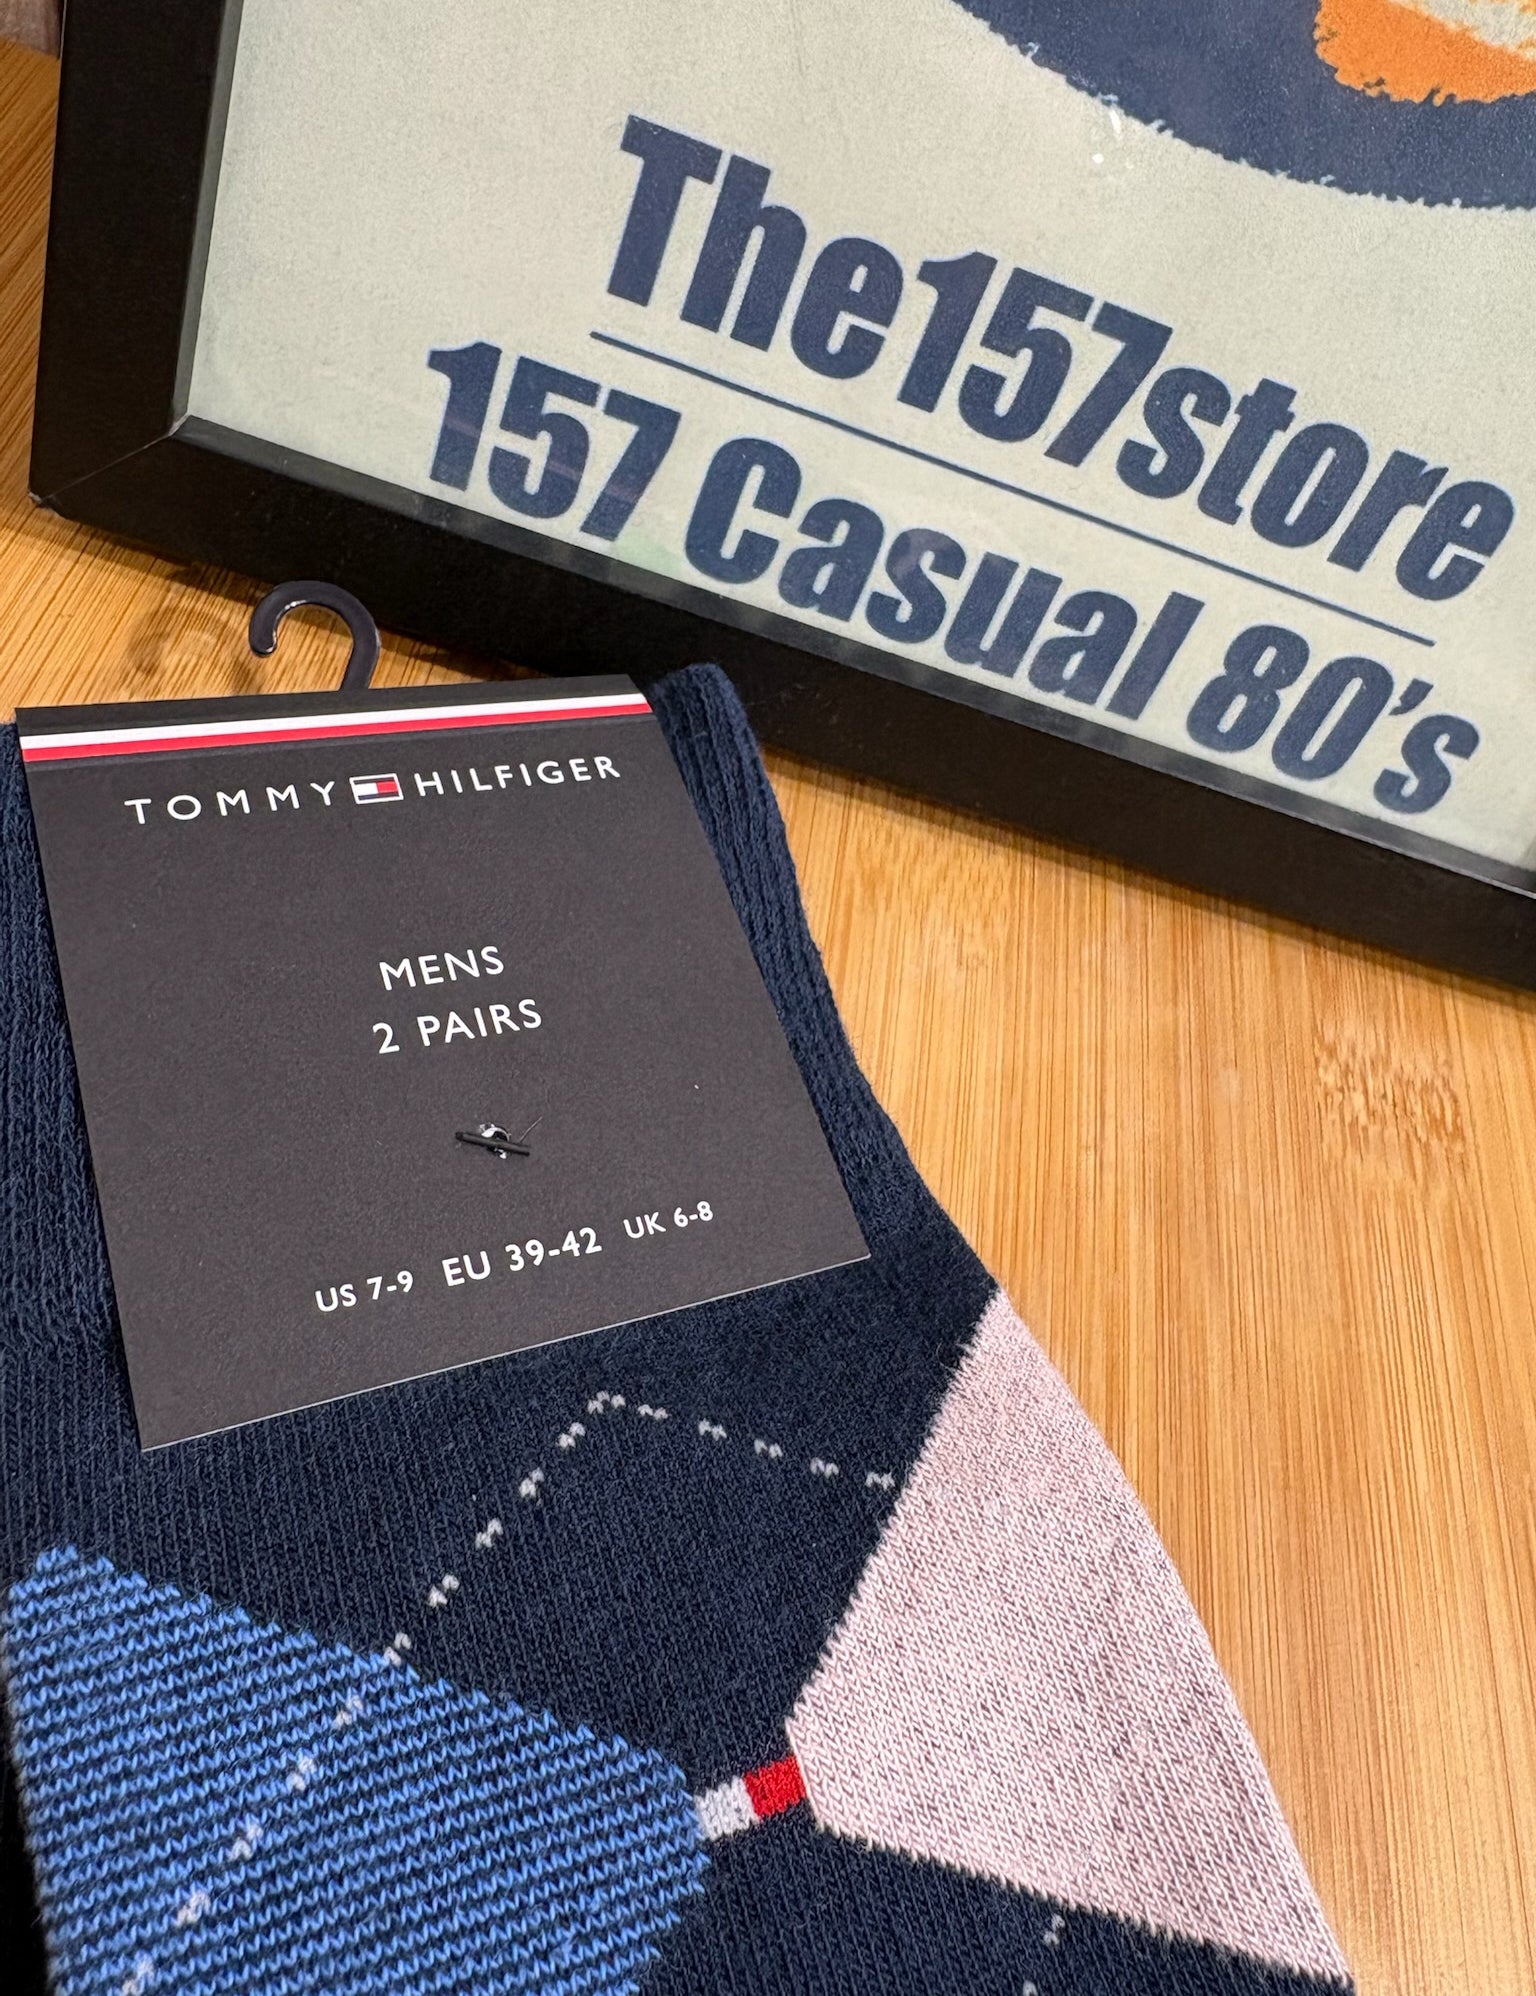 The157store
157 Casual 80's
TOMMY HILFIGER
MENS
2 PAIRS
US 7-9 EU 39-42 UK 6-8